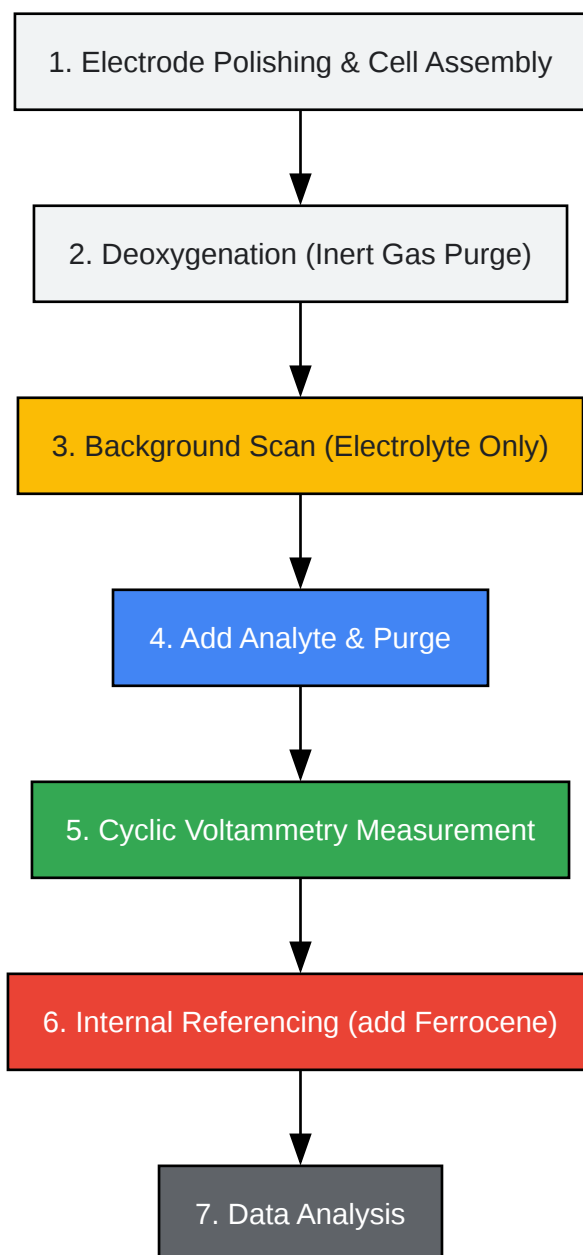 1. Electrode Polishing & Cell Assembly
2. Deoxygenation (Inert Gas Purge)
3. Background Scan (Electrolyte Only)
4. Add Analyte & Purge
5. Cyclic Voltammetry Measurement
6. Internal Referencing (add Ferrocene)
7. Data Analysis